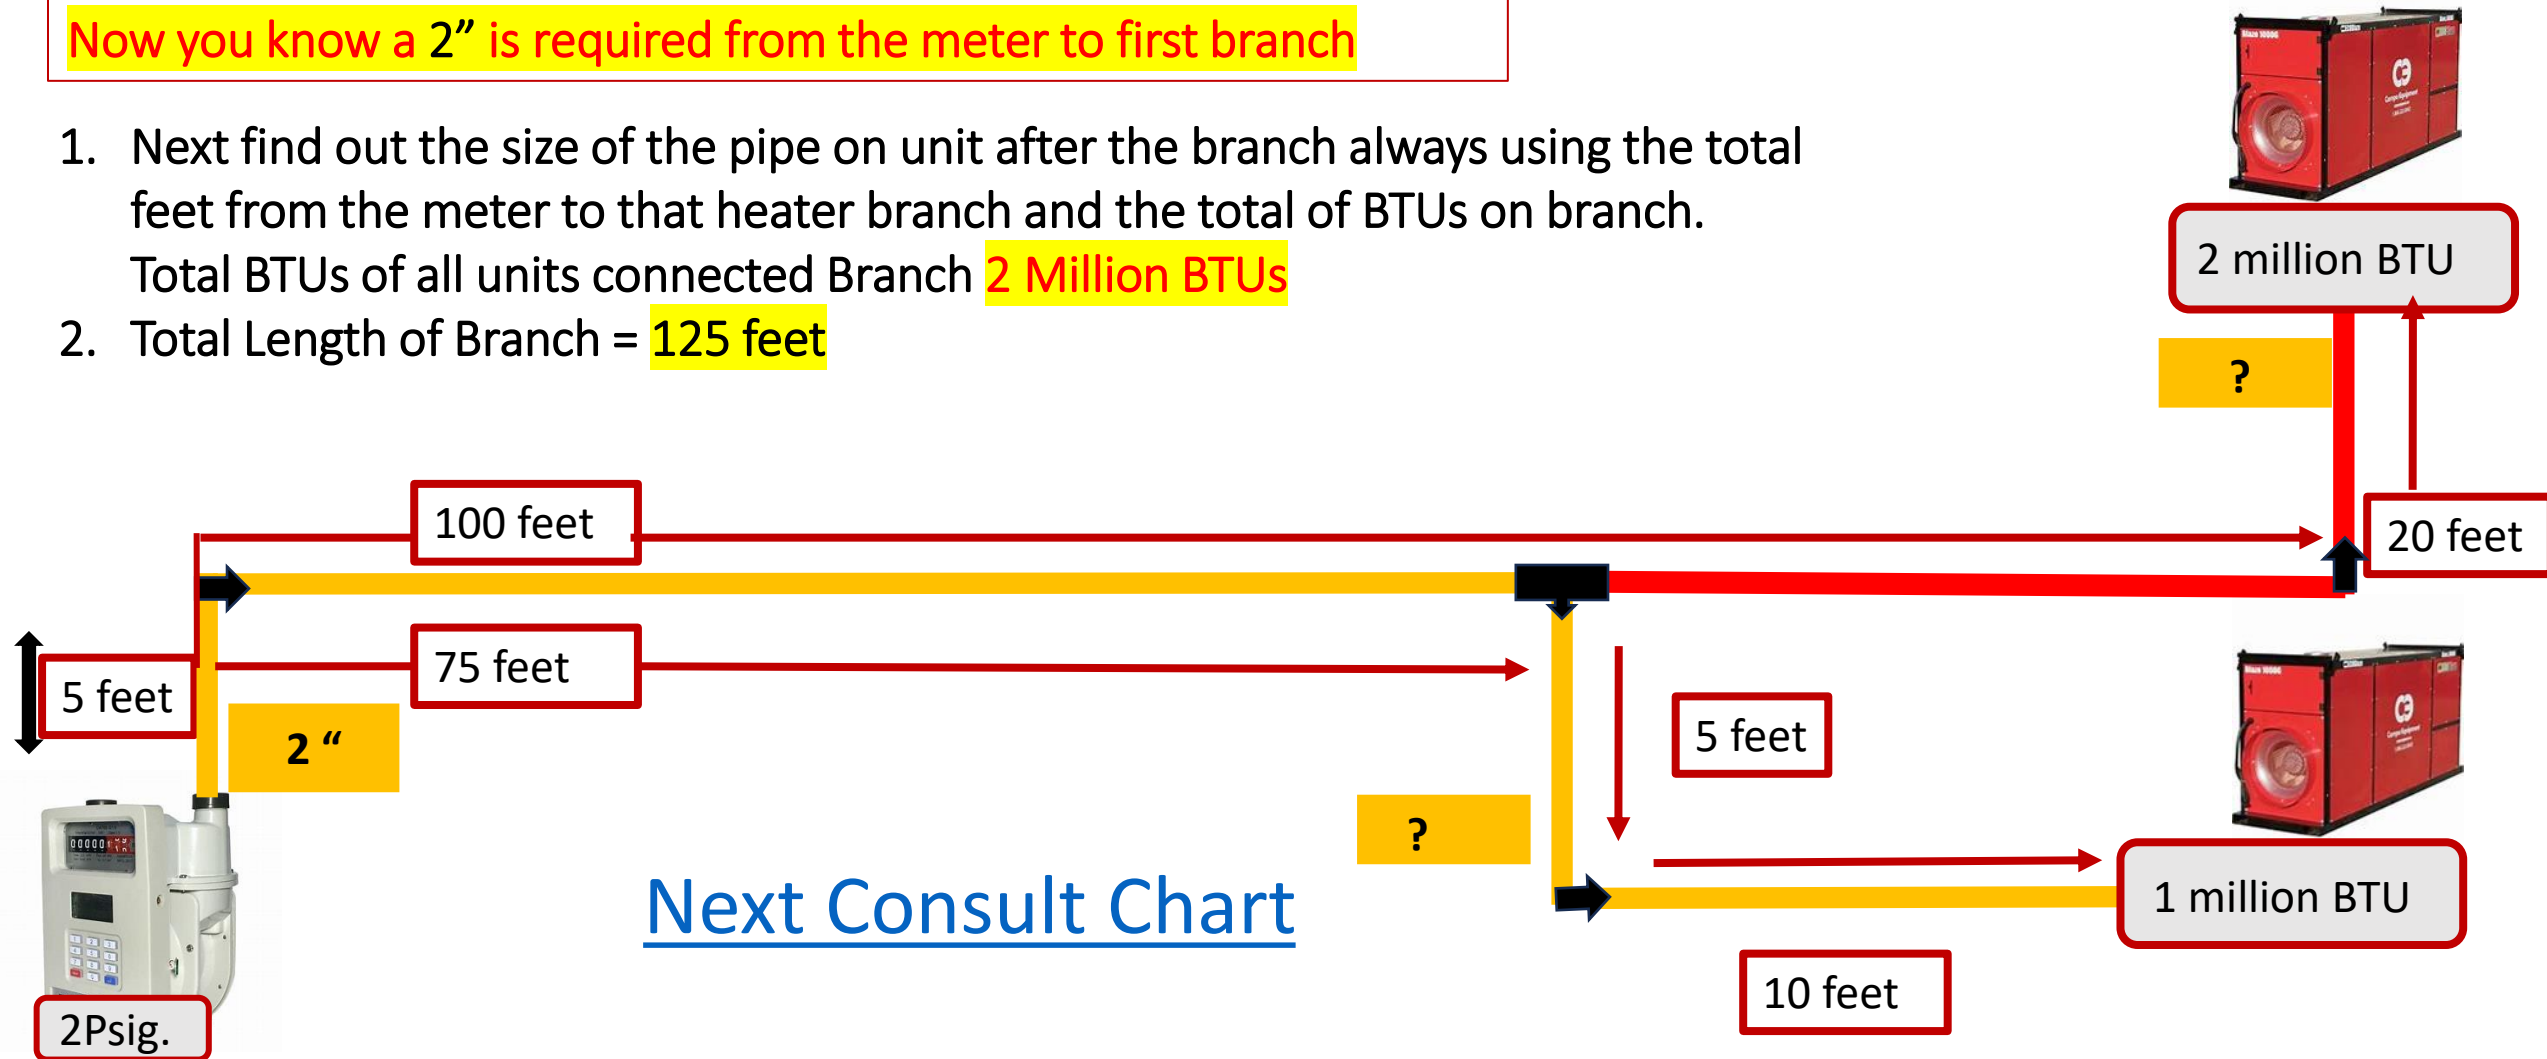 Now you know a 2” is required from the meter to first branch
1. Next find out the size of the pipe on unit after the branch always using the total
feet from the meter to that heater branch and the total of BTUs on branch.
Total BTUs of all units connected Branch 2 Million BTUs
2. Total Length of Branch = 125 feet
2 million BTU
?
100 feet
20 feet
75 feet
5 feet
2 “
5 feet
?
Next Consult Chart
1 million BTU
10 feet
2Psig.